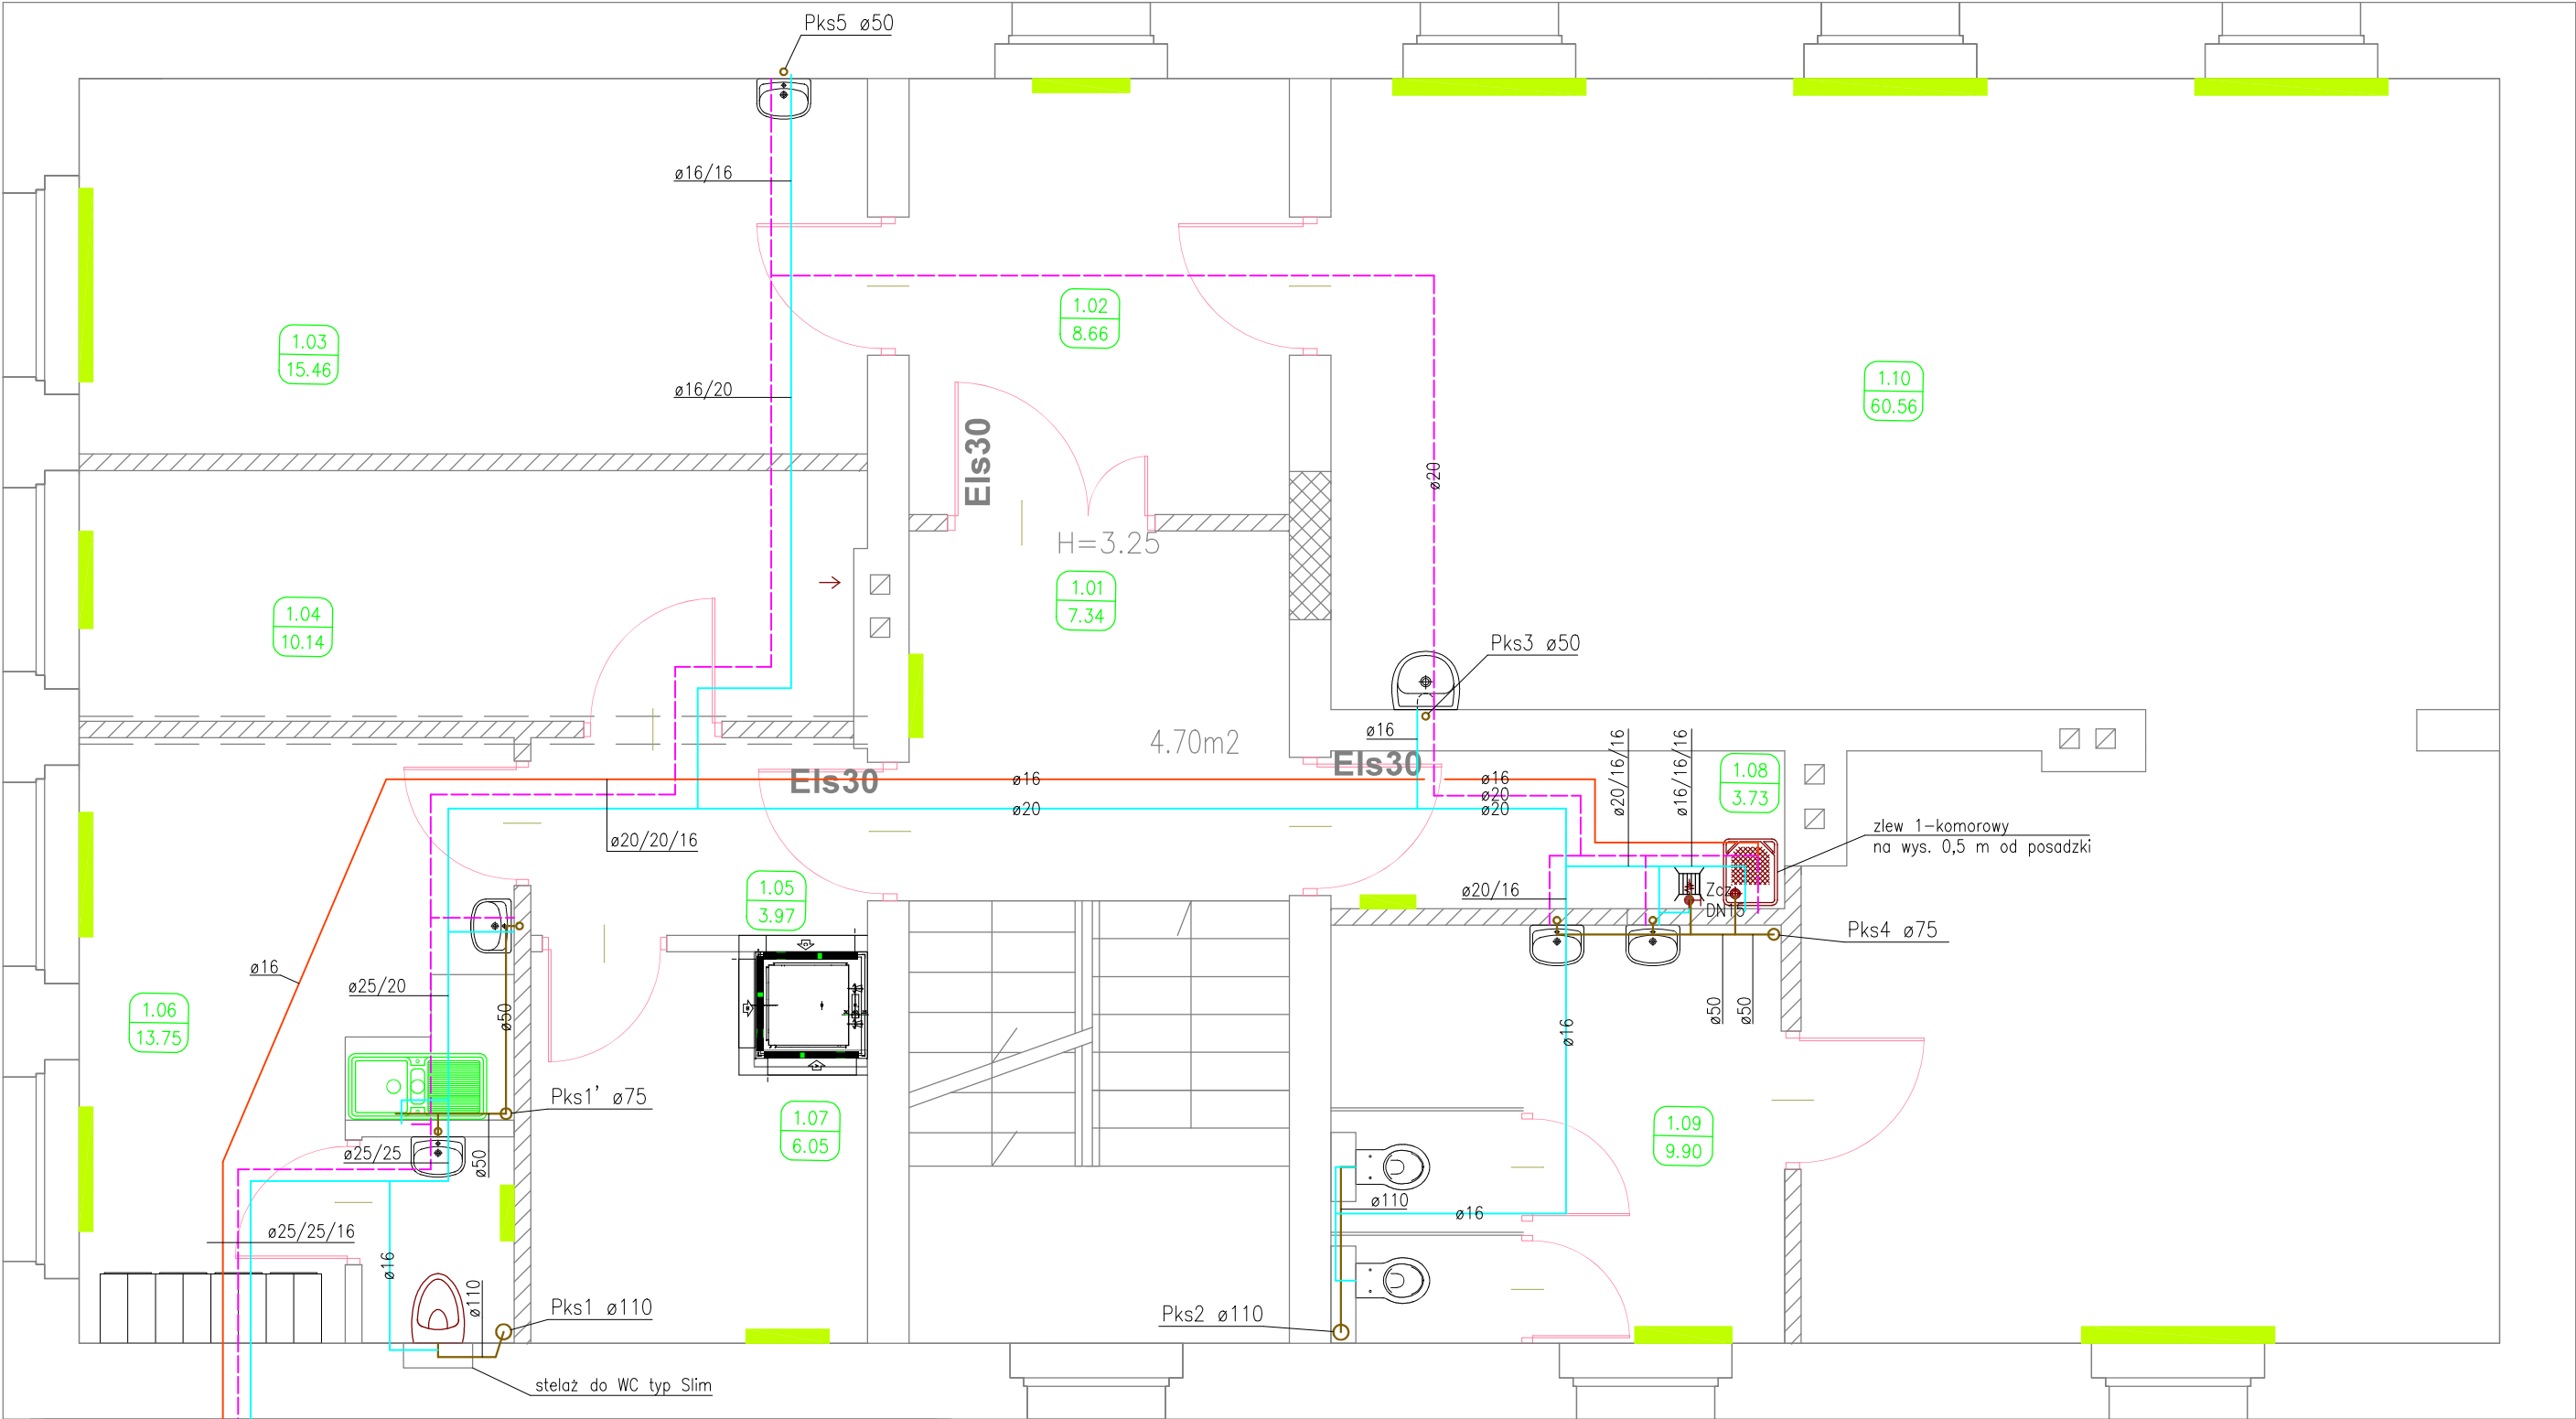 Pks5 ø50
ø16/16
1.02
8.66
1.03
15.46
1.10
60.56
ø16/20
EIs30
ø20
H=3.25
1.01
7.34
1.04
10.14
Pks3 ø50
4.70m2
ø16
EIs30
EIs30
ø16
ø20
ø16
ø20
ø20
ø20/16/16
ø16/16/16
1.08
3.73
zlew 1-komorowy
na wys. 0,5 m od posadzki
ø20/20/16
1.05
3.97
ø20/16
Zcz
DN15
Pks4 ø75
ø16
ø25/20
ø50
1.06
13.75
ø50
ø50
ø16
Pks1' ø75
1.07
6.05
1.09
9.90
ø25/25
ø50
ø110
ø16
ø25/25/16
ø16
ø110
Pks1 ø110
Pks2 ø110
stelaż do WC typ Slim